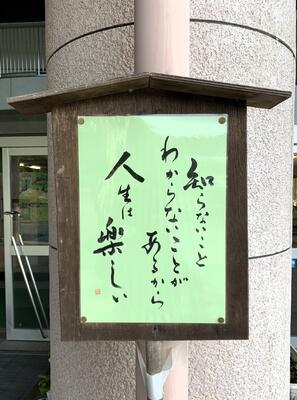 知らないこと
わからないことが
あるから
人生は
楽しい